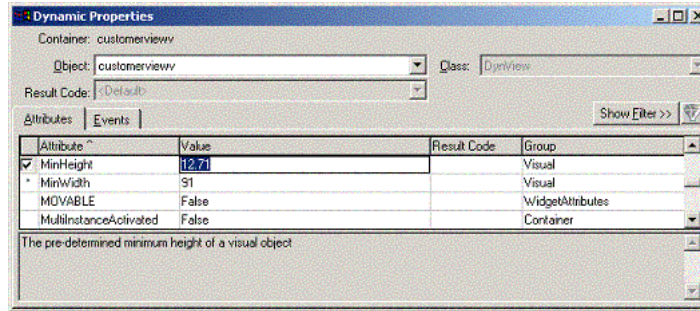 Dynamic Properties
Container: customerviewv
Object: customerviewv Class: DynView
Result Code: <Default>
Attributes Events Show Filter >>
Attribute ^ Value Result Code Group
MinHeight 12.71 Visual
* MinWidth 91 Visual
MOVABLE False WidgetAttributes
MultiInstanceActivated False Container
The pre-determined minimum height of a visual object